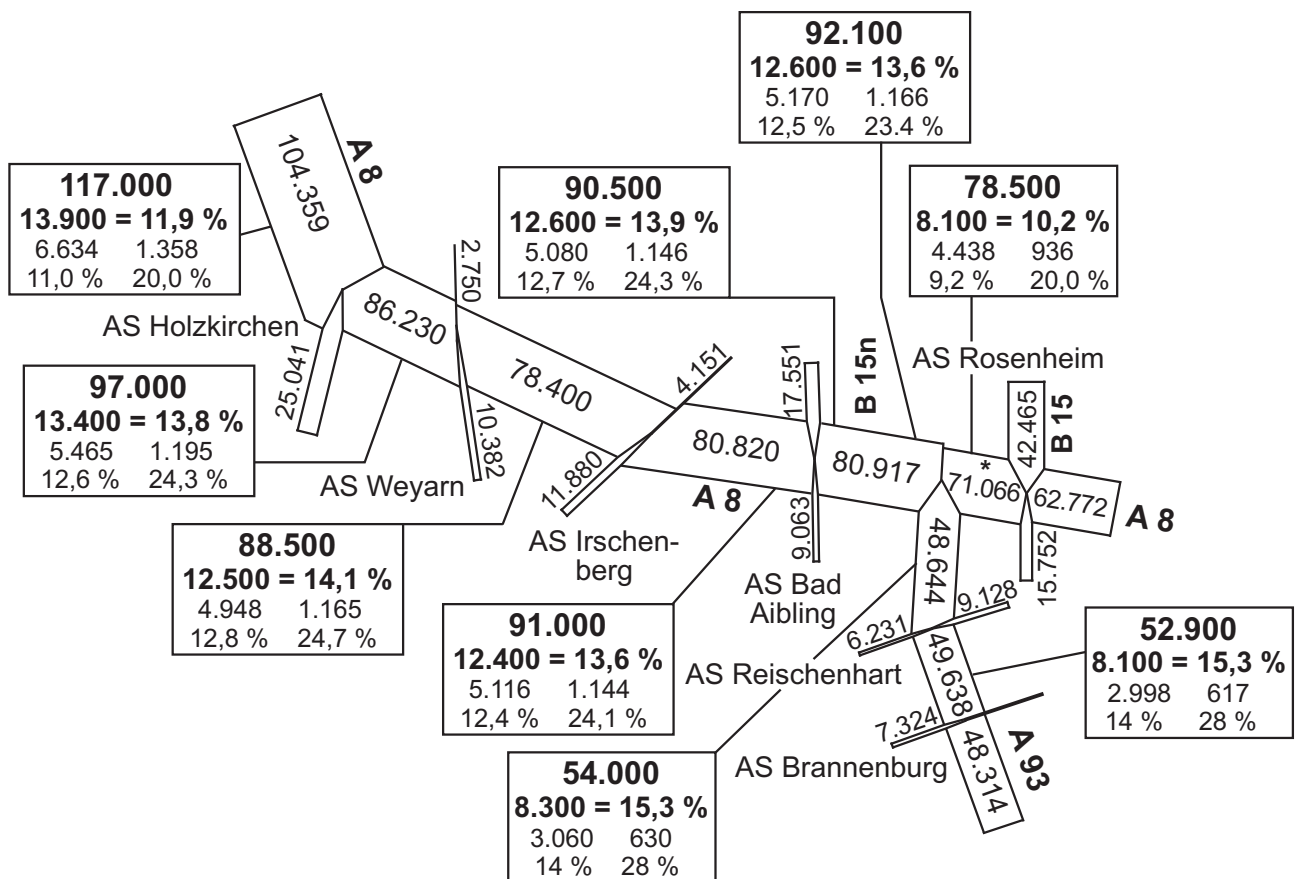 92.100
12.600 = 13,6 %
5.170 1.166
12,5 % 23.4 %
117.000
13.900 = 11,9 %
6.634 1.358
11,0 % 20,0 %
104.359
A 8
90.500
12.600 = 13,9 %
5.080 1.146
12,7 % 24,3 %
78.500
8.100 = 10,2 %
4.438 936
9,2 % 20,0 %
AS Holzkirchen
25.041
86.230
2.750
78.400
4.151
17.551
B 15n
AS Rosenheim
42.465
B 15
97.000
13.400 = 13,8 %
5.465 1.195
12,6 % 24,3 %
AS Weyarn
10.382
11.880
AS Irschen-
berg
80.820
A 8
80.917
9.063
AS Bad
Aibling
*
71.066
62.772
A 8
15.752
88.500
12.500 = 14,1 %
4.948 1.165
12,8 % 24,7 %
91.000
12.400 = 13,6 %
5.116 1.144
12,4 % 24,1 %
48.644
9.128
6.231
AS Reischenhart
49.638
52.900
8.100 = 15,3 %
2.998 617
14 % 28 %
7.324
AS Brannenburg
48.314
A 93
54.000
8.300 = 15,3 %
3.060 630
14 % 28 %